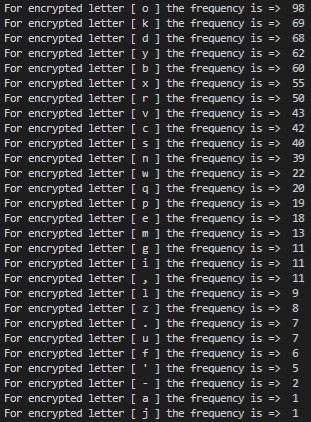 For encrypted letter [ o ] the frequency is =>  98
For encrypted letter [ k ] the frequency is =>  69
For encrypted letter [ d ] the frequency is =>  68
For encrypted letter [ y ] the frequency is =>  62
For encrypted letter [ b ] the frequency is =>  60
For encrypted letter [ x ] the frequency is =>  55
For encrypted letter [ r ] the frequency is =>  50
For encrypted letter [ v ] the frequency is =>  43
For encrypted letter [ c ] the frequency is =>  42
For encrypted letter [ s ] the frequency is =>  40
For encrypted letter [ n ] the frequency is =>  39
For encrypted letter [ w ] the frequency is =>  22
For encrypted letter [ q ] the frequency is =>  20
For encrypted letter [ p ] the frequency is =>  19
For encrypted letter [ e ] the frequency is =>  18
For encrypted letter [ m ] the frequency is =>  13
For encrypted letter [ g ] the frequency is =>  11
For encrypted letter [ i ] the frequency is =>  11
For encrypted letter [ , ] the frequency is =>  11
For encrypted letter [ l ] the frequency is =>  9
For encrypted letter [ z ] the frequency is =>  8
For encrypted letter [ . ] the frequency is =>  7
For encrypted letter [ u ] the frequency is =>  7
For encrypted letter [ f ] the frequency is =>  6
For encrypted letter [ ' ] the frequency is =>  5
For encrypted letter [ - ] the frequency is =>  2
For encrypted letter [ a ] the frequency is =>  1
For encrypted letter [ j ] the frequency is =>  1